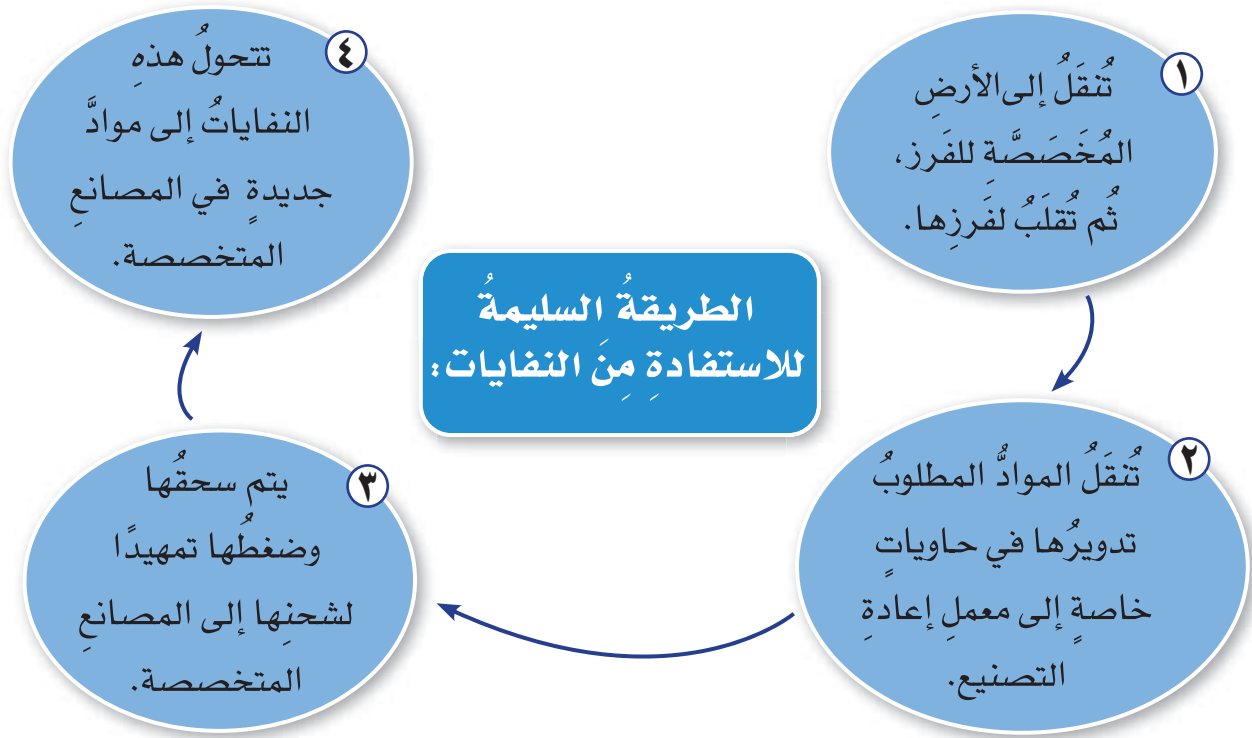 الطريقةُ السليمةُ
للاستفادةِ مِنَ النفايات:
١
تُنقَلُ إلى الأرضِ
المُخَصَصَّةِ للفَرز،
ثُم تُقلَبُ لفَرزِها.
٢
تُنقَلُ الموادُّ المطلوبُ
تدويرُها في حاوياتٍ
خاصةٍ إلى معملِ إعادةِ
التصنيع.
٣
يتم سحقُها
وضغطُها تمهيدًا
لشحنِها إلى المصانعِ
المتخصصة.
٤
تتحولُ هذهِ
النفاياتُ إلى موادَّ
جديدةٍ في المصانعِ
المتخصصة.